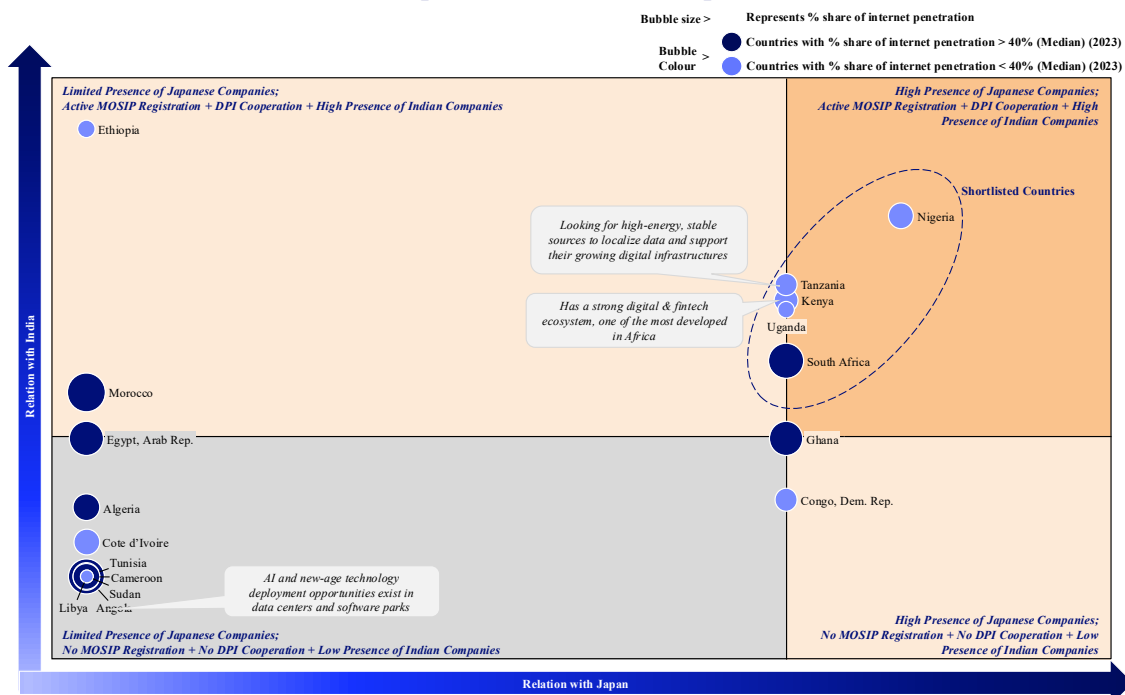 Bubble size > Represents % share of internet penetration
Bubble Colour > Countries with % share of internet penetration > 40% (Median) (2023)
Countries with % share of internet penetration < 40% (Median) (2023)
Limited Presence of Japanese Companies;
Active MOSIP Registration + DPI Cooperation + High Presence of Indian Companies
High Presence of Japanese Companies;
Active MOSIP Registration + DPI Cooperation + High
Presence of Indian Companies
Ethiopia
Shortlisted Countries
Nigeria
Looking for high-energy, stable
sources to localize data and support
their growing digital infrastructures
Tanzania
Kenya
Has a strong digital & fintech
ecosystem, one of the most developed
in Africa
Uganda
South Africa
Relation with India
Morocco
Egypt, Arab Rep.
Ghana
Algeria
Congo, Dem. Rep.
Cote d'Ivoire
Tunisia
Cameroon
Sudan
Libya Angola
AI and new-age technology
deployment opportunities exist in
data centers and software parks
Limited Presence of Japanese Companies;
No MOSIP Registration + No DPI Cooperation + Low Presence of Indian Companies
High Presence of Japanese Companies;
No MOSIP Registration + No DPI Cooperation + Low
Presence of Indian Companies
Relation with Japan